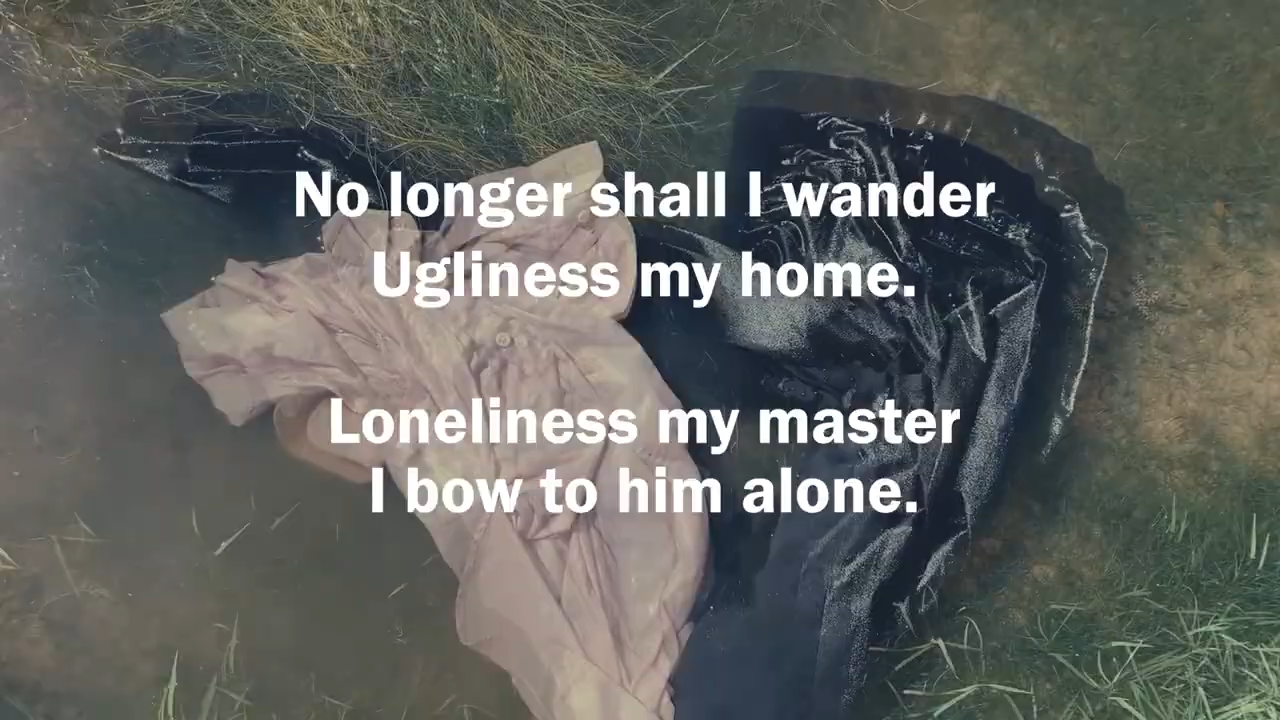 No longer shall I wander
Ugliness my home.
Loneliness my master
I bow to him alone.